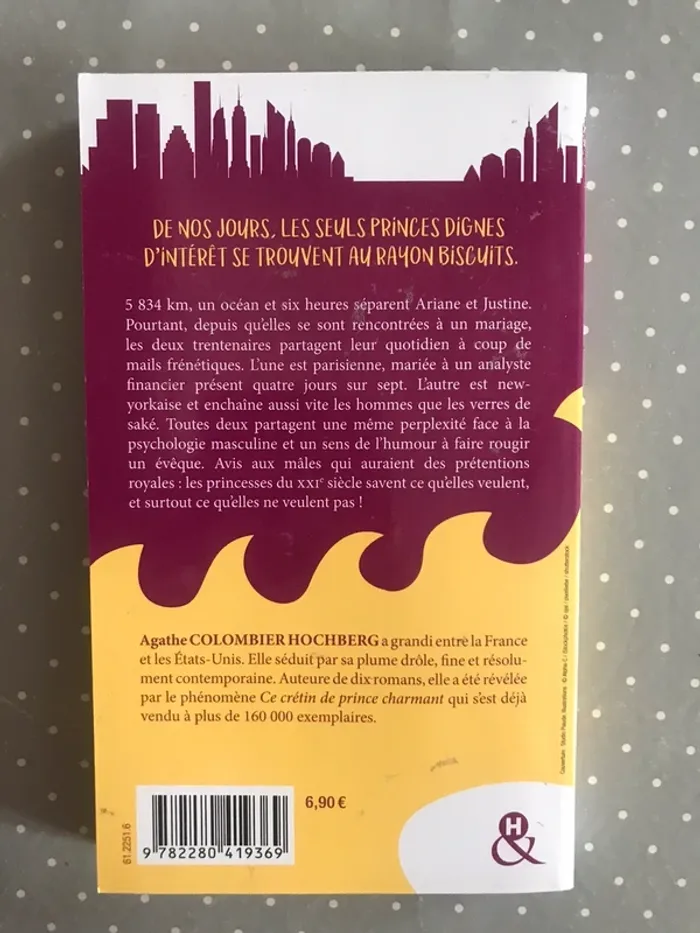 DE NOS JOURS, LES SEULS PRINCES DIGNES
D'INTÉRÊT SE TROUVENT AU RAYON BISCUITS.
5 834 km, un océan et six heures séparent Ariane et Justine.
Pourtant, depuis qu'elles se sont rencontrées à un mariage,
les deux trentenaires partagent leur quotidien à coup de
mails frénétiques. L'une est parisienne, mariée à un analyste
financier présent quatre jours sur sept. L'autre est new-
yorkaise et enchaîne aussi vite les hommes que les verres de
saké. Toutes deux partagent une même perplexité face à la
psychologie masculine et un sens de l'humour à faire rougir
un évêque. Avis aux mâles qui auraient des prétentions
royales : les princesses du XXIe siècle savent ce qu'elles veulent,
et surtout ce qu'elles ne veulent pas !
Agathe COLOMBIER HOCHBERG a grandi entre la France
et les États-Unis. Elle séduit par sa plume drôle, fine et résolu-
ment contemporaine. Auteure de dix romans, elle a été révélée
par le phénomène Ce crétin de prince charmant qui s'est déjà
vendu à plus de 160 000 exemplaires.
6,90 €
61.2251.6
9 782280 419369
H
&